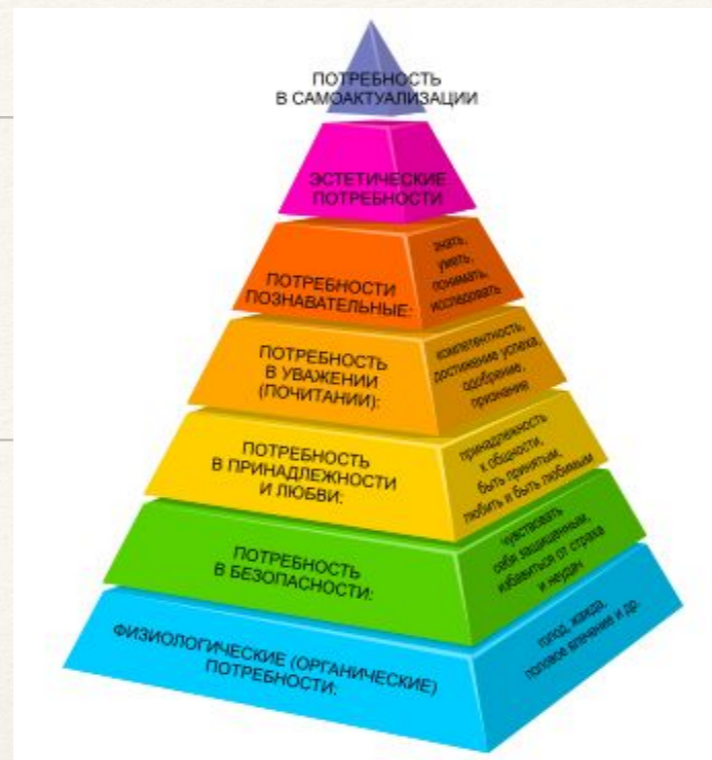 ПОТРЕБНОСТЬ
В САМОАКТУАЛИЗАЦИИ
ЭСТЕТИЧЕСКИЕ
ПОТРЕБНОСТИ
ПОТРЕБНОСТИ
ПОЗНАВАТЕЛЬНЫЕ:
знать,
уметь,
понимать,
исследовать
ПОТРЕБНОСТЬ
В УВАЖЕНИИ
(ПОЧИТАНИИ):
компетентность,
достижение успеха,
одобрение,
признания
ПОТРЕБНОСТЬ
В ПРИНАДЛЕЖНОСТИ
И ЛЮБВИ:
принадлежность
к общности,
быть принятым,
любить и быть любимым
ПОТРЕБНОСТЬ
В БЕЗОПАСНОСТИ:
чувствовать
себя защищенным,
избавиться от страха
и неудач
ФИЗИОЛОГИЧЕСКИЕ (ОРГАНИЧЕСКИЕ)
ПОТРЕБНОСТИ:
голод, жажда,
половое влечение и др.